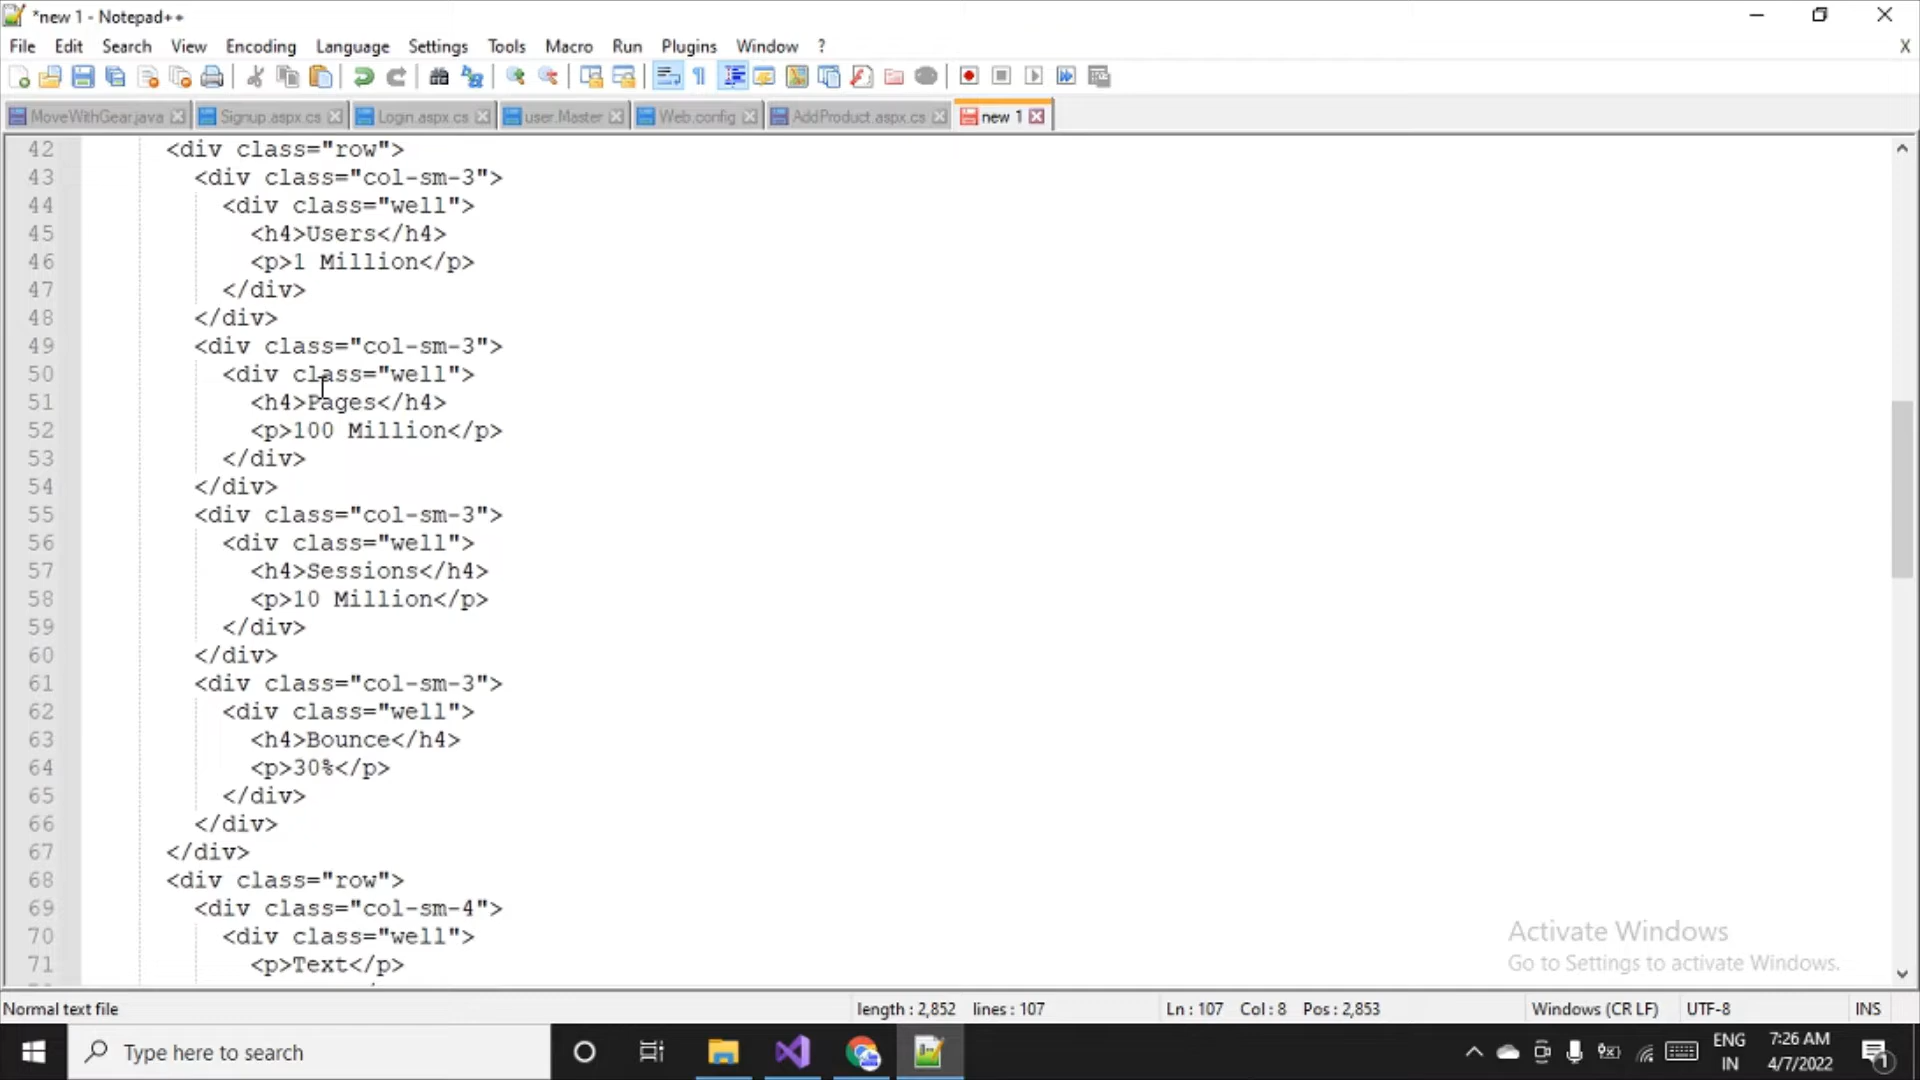 *new 1 - Notepad++
File Edit Search View Encoding Language Settings Tools Macro Run Plugins Window ? X
MoveWithGear.java Signup.aspx.cs Login.aspx.cs user.Master Web.config AddProduct.aspx.cs new 1
42 <div class="row">
43 <div class="col-sm-3">
44 <div class="well">
45 <h4>Users</h4>
46 <p>1 Million</p>
47 </div>
48 </div>
49 <div class="col-sm-3">
50 <div class="well">
51 <h4>Pages</h4>
52 <p>100 Million</p>
53 </div>
54 </div>
55 <div class="col-sm-3">
56 <div class="well">
57 <h4>Sessions</h4>
58 <p>10 Million</p>
59 </div>
60 </div>
61 <div class="col-sm-3">
62 <div class="well">
63 <h4>Bounce</h4>
64 <p>30%</p>
65 </div>
66 </div>
67 </div>
68 <div class="row">
69 <div class="col-sm-4">
70 <div class="well">
71 <p>Text</p>
Activate Windows
Go to Settings to activate Windows.
Normal text file length : 2,852 lines : 107 Ln : 107 Col : 8 Pos : 2,853 Windows (CR LF) UTF-8 INS
Type here to search
ENG
IN
7:26 AM
4/7/2022
1